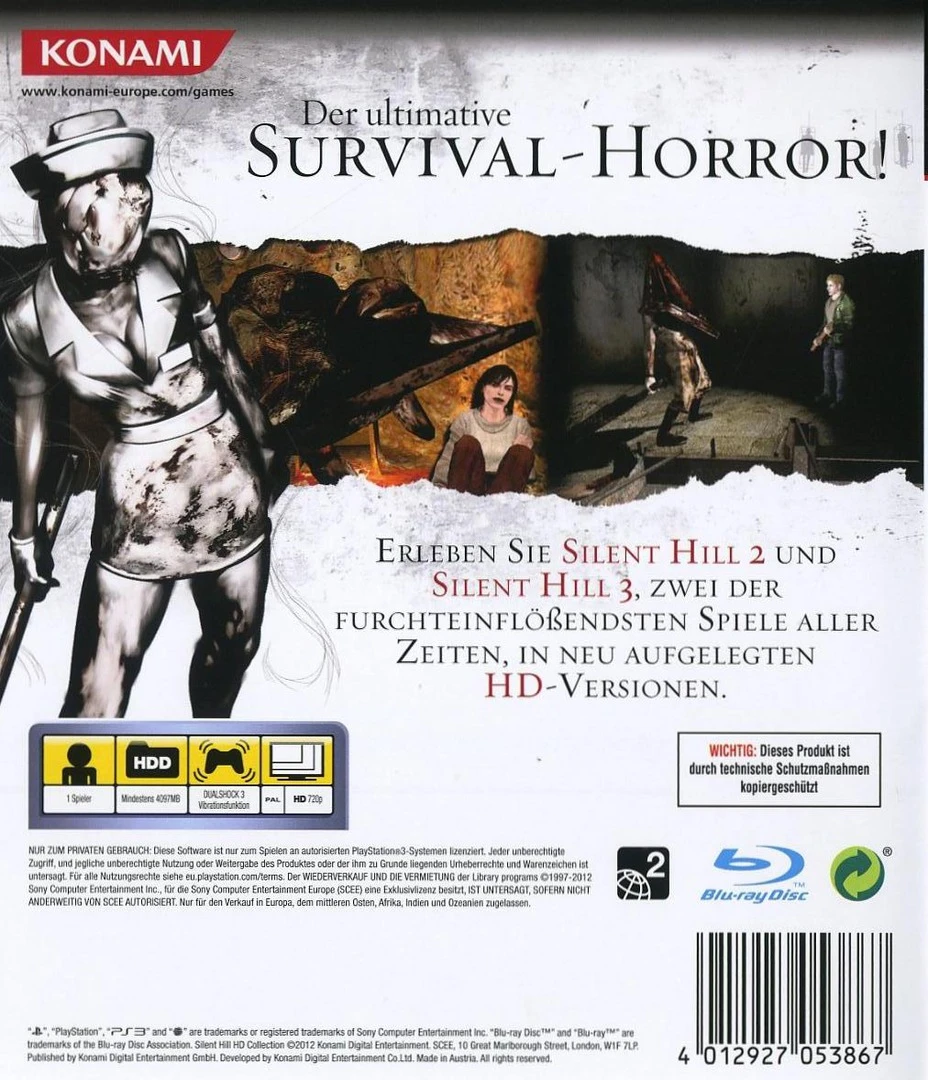 KONAMI
www.konami-europe.com/games
Der ultimative
SURVIVAL-HORROR!
ERLEBEN SIE SILENT HILL 2 UND
SILENT HILL 3, ZWEI DER
FURCHTEINFLÖßENDSTEN SPIELE ALLER
ZEITEN, IN NEU AUFGELEGTEN
HD-VERSIONEN.
HDD
1 Spieler
Mindestens 4097MB
DUALSHOCK 3
Vibrationsfunktion
PAL
HD 720p
WICHTIG: Dieses Produkt ist
durch technische Schutzmaßnahmen
kopiergeschützt
NUR ZUM PRIVATEN GEBRAUCH: Diese Software ist nur zum Spielen an autorisierten PlayStation®3-Systemen lizenziert. Jeder unberechtigte
Zugriff, und jegliche unberechtigte Nutzung oder Weitergabe des Produktes oder der ihm zu Grunde liegenden Urheberrechte und Warenzeichen ist
untersagt. Für alle Nutzungsrechte siehe eu.playstation.com/terms. Der WIEDERVERKAUF UND DIE VERMIETUNG der Library programs ©1997-2012
Sony Computer Entertainment Inc., für die Sony Computer Entertainment Europe (SCEE) eine Exklusivlizenz besitzt, IST UNTERSAGT, SOFERN NICHT
ANDERWEITIG VON SCEE AUTORISIERT. Nur für den Verkauf in Europa, dem mittleren Osten, Afrika, Indien und Ozeanien zugelassen.
2
Blu-ray Disc™
®
"", "PlayStation", "PS3" and "" are trademarks or registered trademarks of Sony Computer Entertainment Inc. "Blu-ray Disc™" and "Blu-ray™" are
trademarks of the Blu-ray Disc Association. Silent Hill HD Collection ©2012 Konami Digital Entertainment. SCEE, 10 Great Marlborough Street, London, W1F 7LP.
Published by Konami Digital Entertainment GmbH. Developed by Konami Digital Entertainment Co.Ltd. Made in Austria. All rights reserved.
4 012927 053867